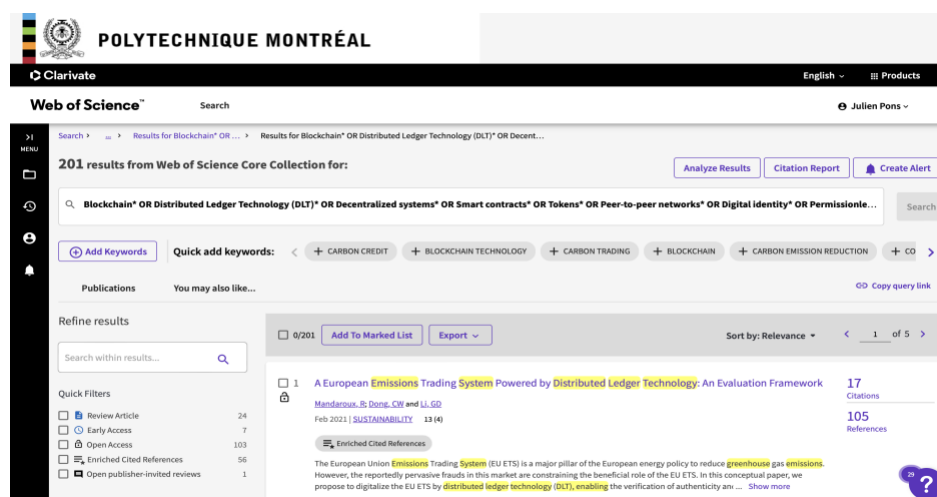 POLYTECHNIQUE MONTRÉAL
Clarivate
English
Products
Web of Science™
Search
Julien Pons
MENU
Search > ... > Results for Blockchain* OR ... > Results for Blockchain* OR Distributed Ledger Technology (DLT)* OR Decent...
201 results from Web of Science Core Collection for:
Analyze Results
Citation Report
Create Alert
Blockchain* OR Distributed Ledger Technology (DLT)* OR Decentralized systems* OR Smart contracts* OR Tokens* OR Peer-to-peer networks* OR Digital identity* OR Permissionle...
Search
Add Keywords
Quick add keywords:
+ CARBON CREDIT
+ BLOCKCHAIN TECHNOLOGY
+ CARBON TRADING
+ BLOCKCHAIN
+ CARBON EMISSION REDUCTION
+ CO
Publications
You may also like...
Copy query link
Refine results
Search within results...
Quick Filters
Review Article 24
Early Access 7
Open Access 103
Enriched Cited References 56
Open publisher-invited reviews 1
0/201
Add To Marked List
Export
Sort by: Relevance
< 1 of 5 >
1
A European Emissions Trading System Powered by Distributed Ledger Technology: An Evaluation Framework
Mandaroux, R; Dong, CW and Li, GD
Feb 2021 | SUSTAINABILITY 13 (4)
Enriched Cited References
The European Union Emissions Trading System (EU ETS) is a major pillar of the European energy policy to reduce greenhouse gas emissions.
However, the reportedly pervasive frauds in this market are constraining the beneficial role of the EU ETS. In this conceptual paper, we
propose to digitalize the EU ETS by distributed ledger technology (DLT), enabling the verification of authenticity an ... Show more
17
Citations
105
References
29
?